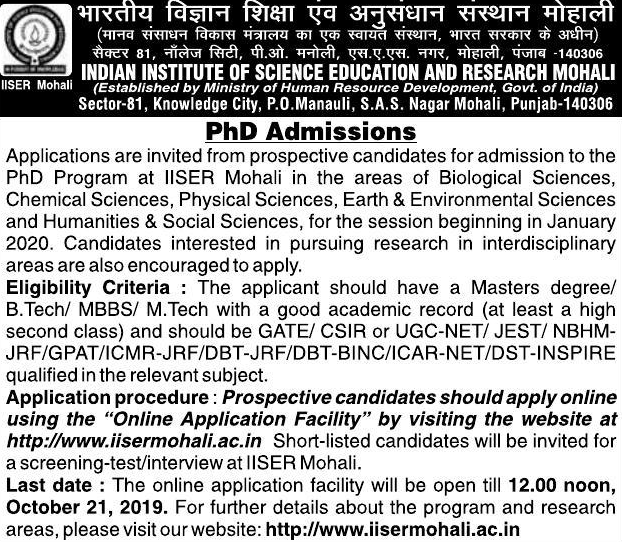 भारतीय विज्ञान शिक्षा एंव अनुसंधान संस्थान मोहाली
(मानव संसाधन विकास मंत्रालय का एक स्वायत संस्थान, भारत सरकार के अधीन)
सेक्टर 81, नॉलेज सिटी, पी.ओ. मनोली, एस.ए.एस. नगर, मोहाली, पंजाब -140306
IISER Mohali
INDIAN INSTITUTE OF SCIENCE EDUCATION AND RESEARCH MOHALI
(Established by Ministry of Human Resource Development, Govt. of India)
Sector-81, Knowledge City, P.O.Manauli, S.A.S. Nagar Mohali, Punjab-140306
PhD Admissions
Applications are invited from prospective candidates for admission to the
PhD Program at IISER Mohali in the areas of Biological Sciences,
Chemical Sciences, Physical Sciences, Earth & Environmental Sciences
and Humanities & Social Sciences, for the session beginning in January
2020. Candidates interested in pursuing research in interdisciplinary
areas are also encouraged to apply.
Eligibility Criteria : The applicant should have a Masters degree/
B.Tech/ MBBS/ M.Tech with a good academic record (at least a high
second class) and should be GATE/ CSIR or UGC-NET/ JEST/ NBHM-
JRF/GPAT/ICMR-JRF/DBT-JRF/DBT-BINC/ICAR-NET/DST-INSPIRE
qualified in the relevant subject.
Application procedure : Prospective candidates should apply online
using the “Online Application Facility” by visiting the website at
http://www.iisermohali.ac.in Short-listed candidates will be invited for
a screening-test/interview at IISER Mohali.
Last date : The online application facility will be open till 12.00 noon,
October 21, 2019. For further details about the program and research
areas, please visit our website: http://www.iisermohali.ac.in